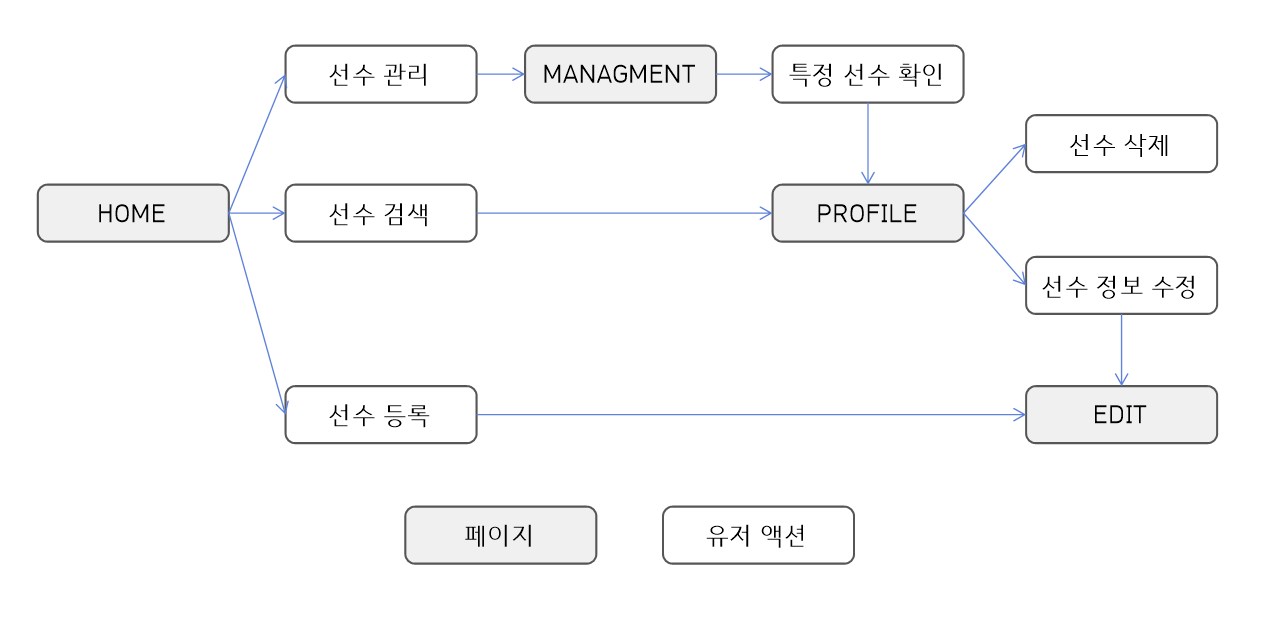 선수 관리
MANAGMENT
특정 선수 확인
선수 삭제
HOME
선수 검색
PROFILE
선수 정보 수정
선수 등록
EDIT
페이지
유저 액션